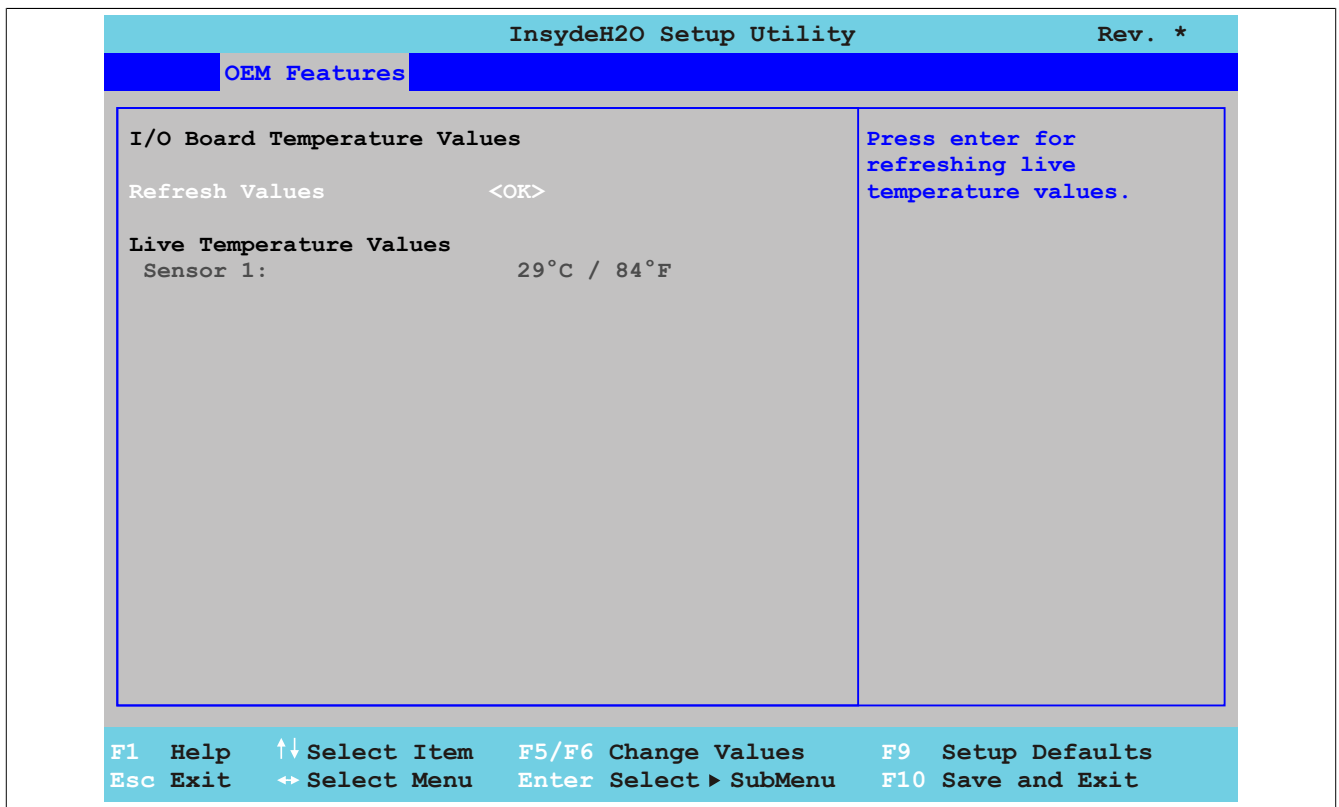 InsydeH2O Setup Utility Rev. *
OEM Features
I/O Board Temperature Values
Refresh Values <OK>
Live Temperature Values
Sensor 1: 29°C / 84°F
Press enter for
refreshing live
temperature values.
F1 Help ↑↓ Select Item F5/F6 Change Values F9 Setup Defaults
Esc Exit ↔ Select Menu Enter Select ▶ SubMenu F10 Save and Exit